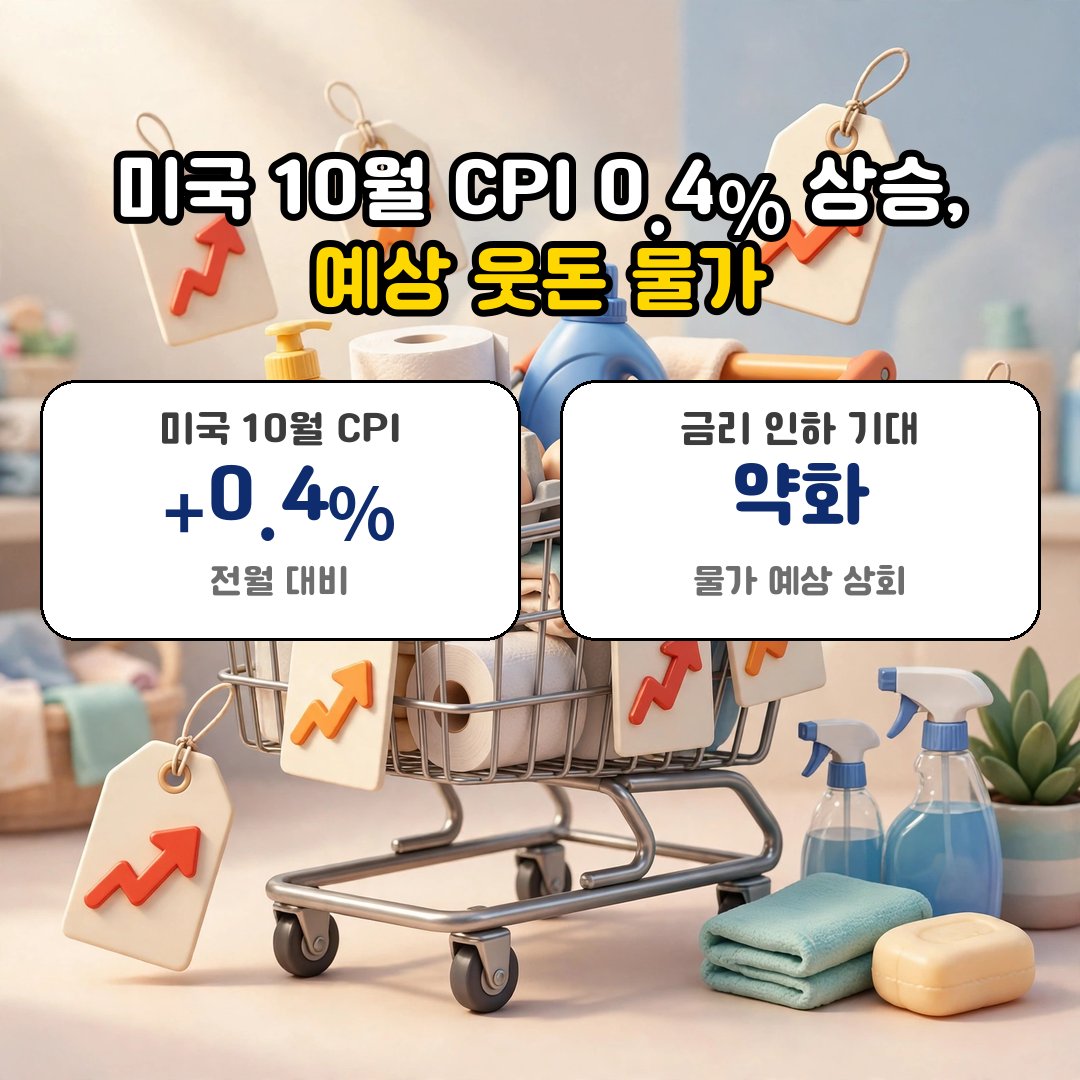 미국 10월 CPI 0.4% 상승,
예상 웃돈 물가
미국 10월 CPI
+0.4%
전월 대비
금리 인하 기대
약화
물가 예상 상회